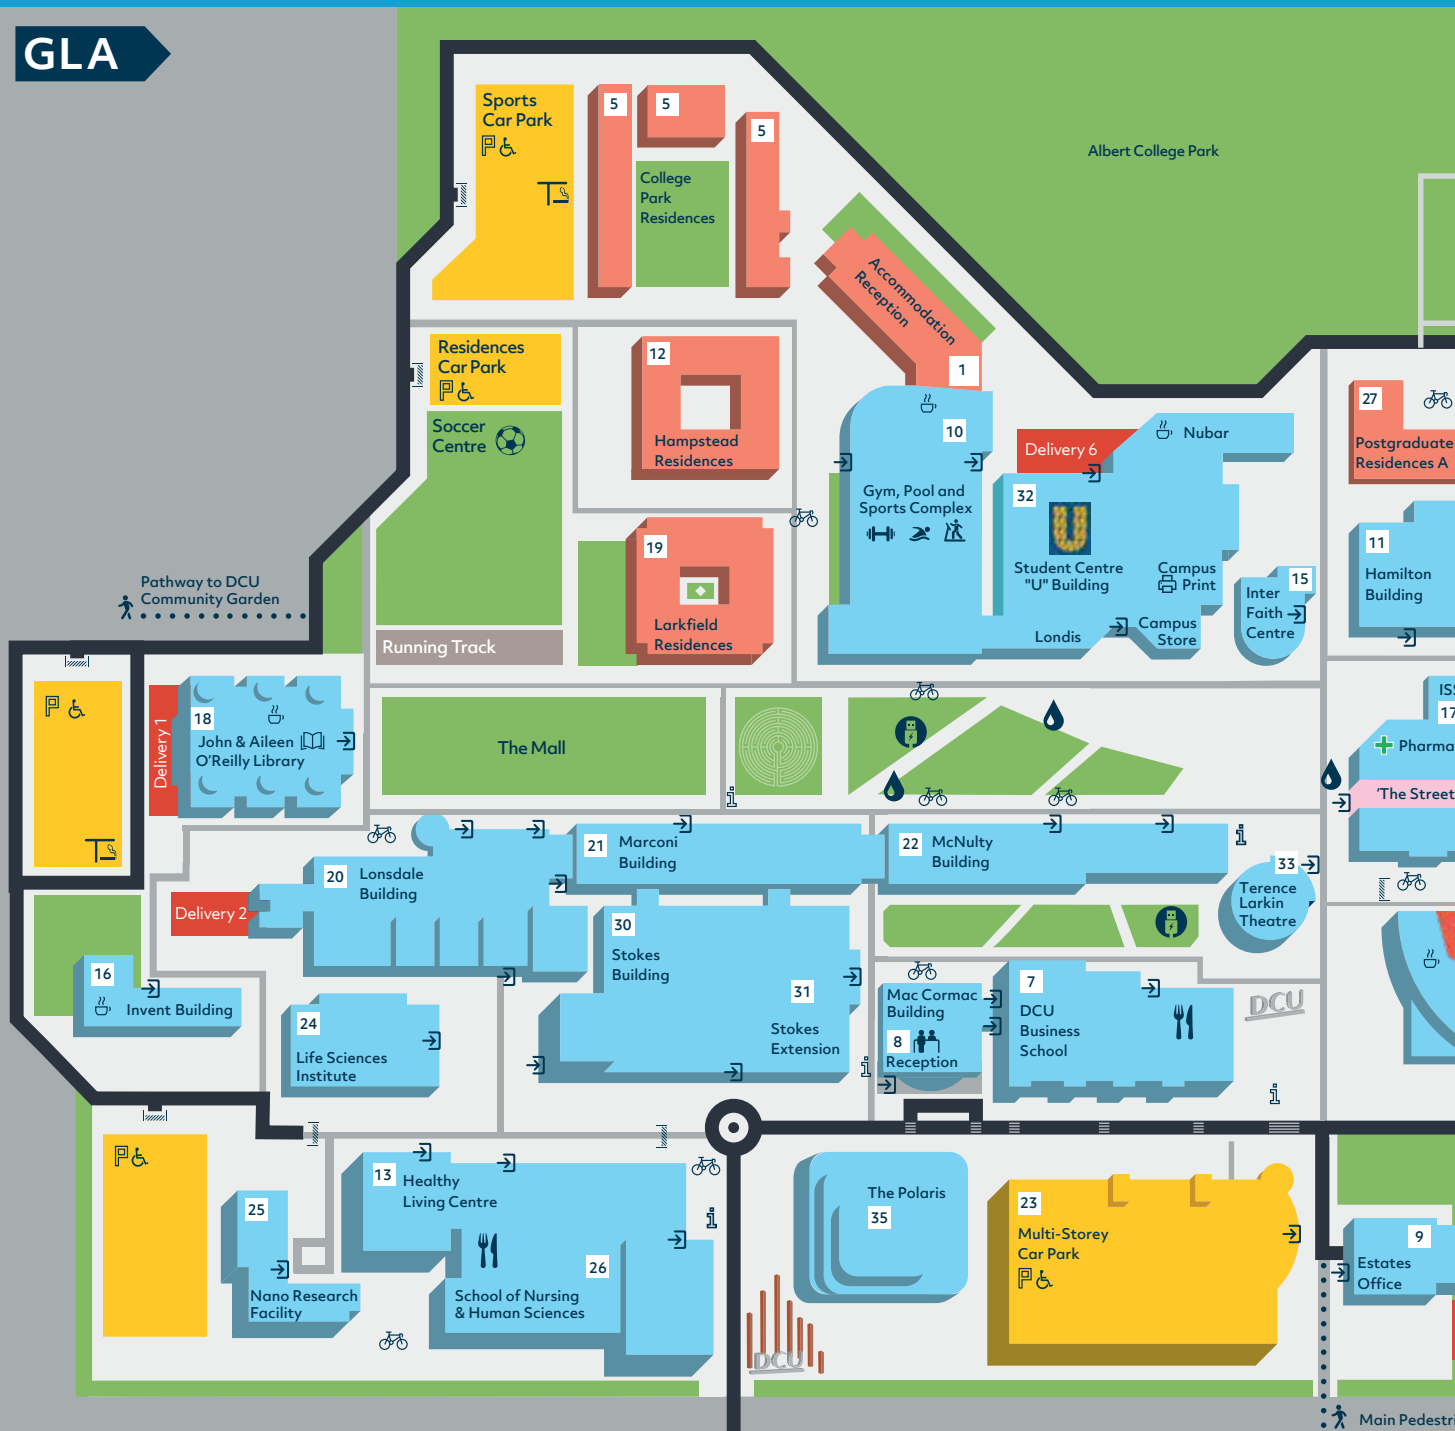 GLA
Sports
Car Park
5
5
5
College
Park
Residences
Albert College Park
Accommodation
Reception
1
Residences
Car Park
12
Hampstead
Residences
Soccer
Centre
10
Gym, Pool and
Sports Complex
Delivery 6
Nubar
32
U
Student Centre
"U" Building
Campus
Print
Londis
Campus
Store
15
Inter
Faith
Centre
27
Postgraduate
Residences A
11
Hamilton
Building
19
Larkfield
Residences
Running Track
Pathway to DCU
Community Garden
Delivery 1
18
John & Aileen
O'Reilly Library
The Mall
ISS
17
Pharma
'The Street
20
Lonsdale
Building
21
Marconi
Building
22
McNulty
Building
33
Terence
Larkin
Theatre
Delivery 2
30
Stokes
Building
31
Stokes
Extension
16
Invent Building
24
Life Sciences
Institute
Mac Cormac
Building
8
Reception
7
DCU
Business
School
DCU
13
Healthy
Living Centre
25
Nano Research
Facility
26
School of Nursing
& Human Sciences
The Polaris
35
DCU
23
Multi-Storey
Car Park
9
Estates
Office
Main Pedestri